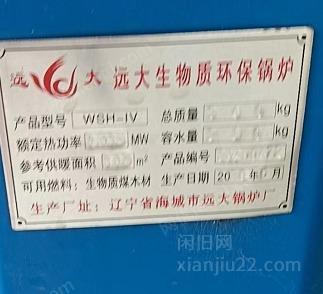 远大 远大生物质环保锅炉
产品型号 WSH-IV 总质量 kg
额定热功率 MW 容水量 kg
参考供暖面积 m² 产品编号
可用燃料：生物质煤木材 生产日期 20 年 月
生产厂址：辽宁省海城市远大锅炉厂
闲旧网
xianjiu22.com